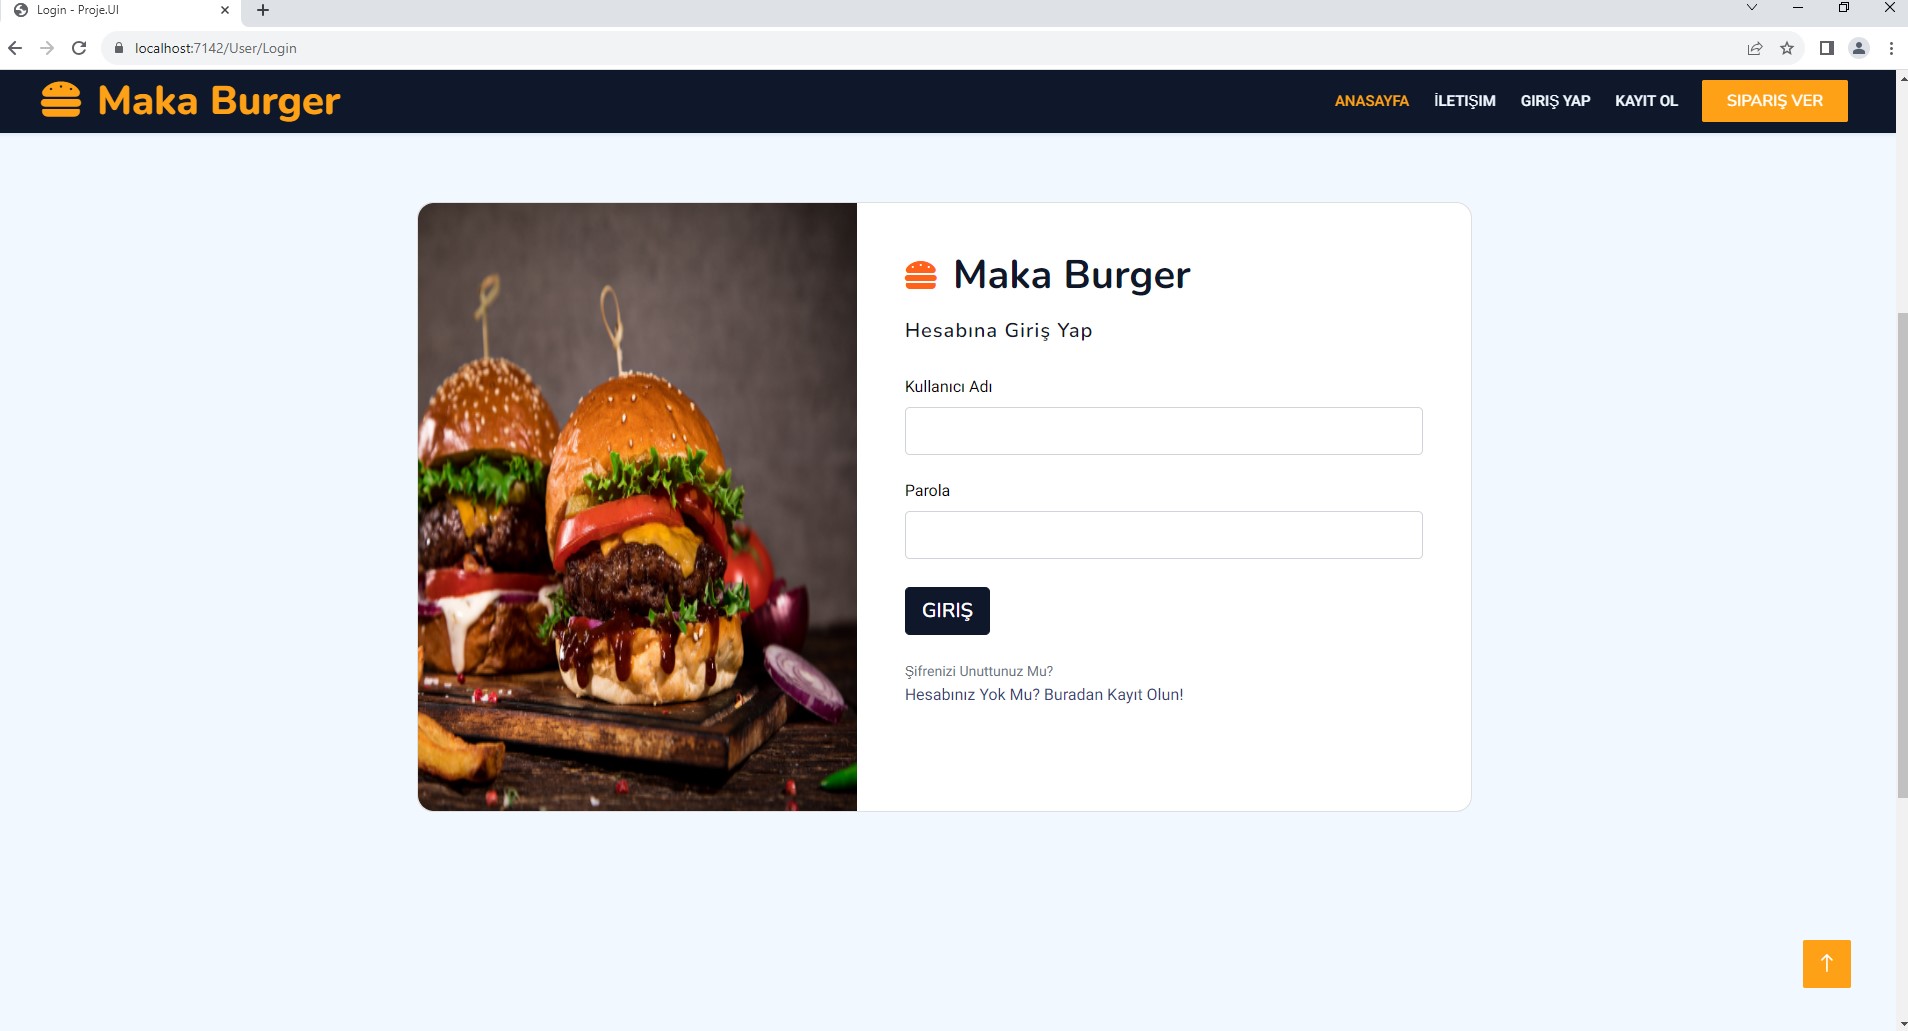 Login - Proje.UI
localhost:7142/User/Login
Maka Burger
ANASAYFA İLETIŞIM GIRIŞ YAP KAYIT OL SIPARIŞ VER
Maka Burger
Hesabına Giriş Yap
Kullanıcı Adı
Parola
GIRIŞ
Şifrenizi Unuttunuz Mu?
Hesabınız Yok Mu? Buradan Kayıt Olun!